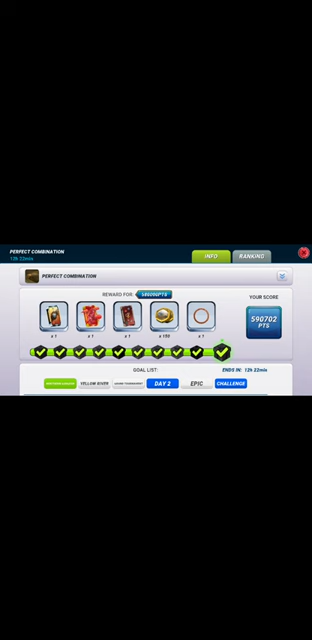 PERFECT COMBINATION
12h 22min
INFO
RANKING
PERFECT COMBINATION
REWARD FOR:
YOUR SCORE
590702
PTS
x 1
x 1
x 1
x 150
x 1
GOAL LIST:
ENDS IN: 12h 22min
YELLOW RIVER
DAY 2
EPIC
CHALLENGE